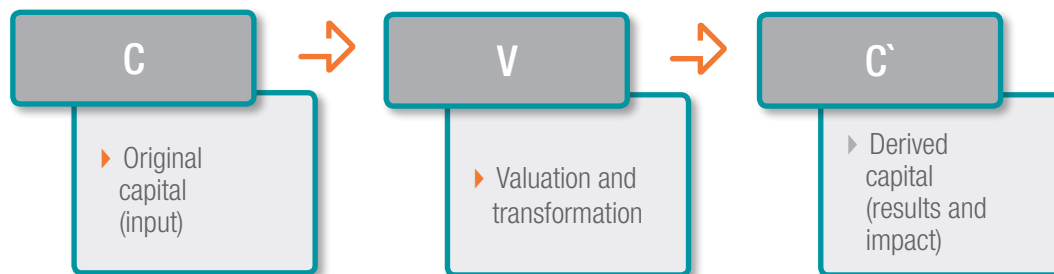 C
V
C`
Original
capital
(input)
Valuation and
transformation
Derived
capital
(results and
impact)